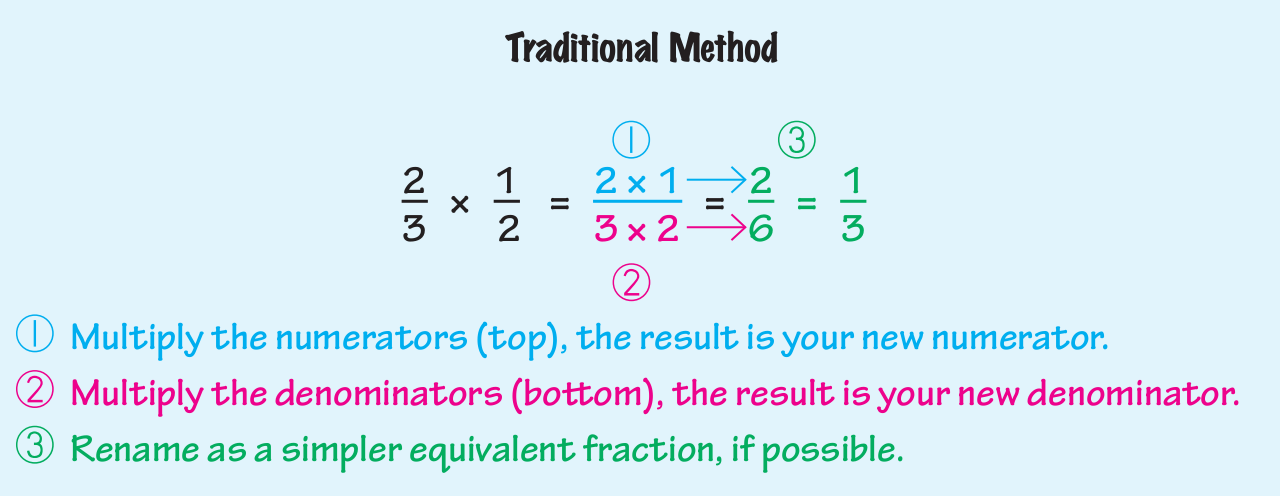 Traditional Method
① ③
2/3 × 1/2 = 2 × 1/3 × 2 = 2/6 = 1/3
②
① Multiply the numerators (top), the result is your new numerator.
② Multiply the denominators (bottom), the result is your new denominator.
③ Rename as a simpler equivalent fraction, if possible.